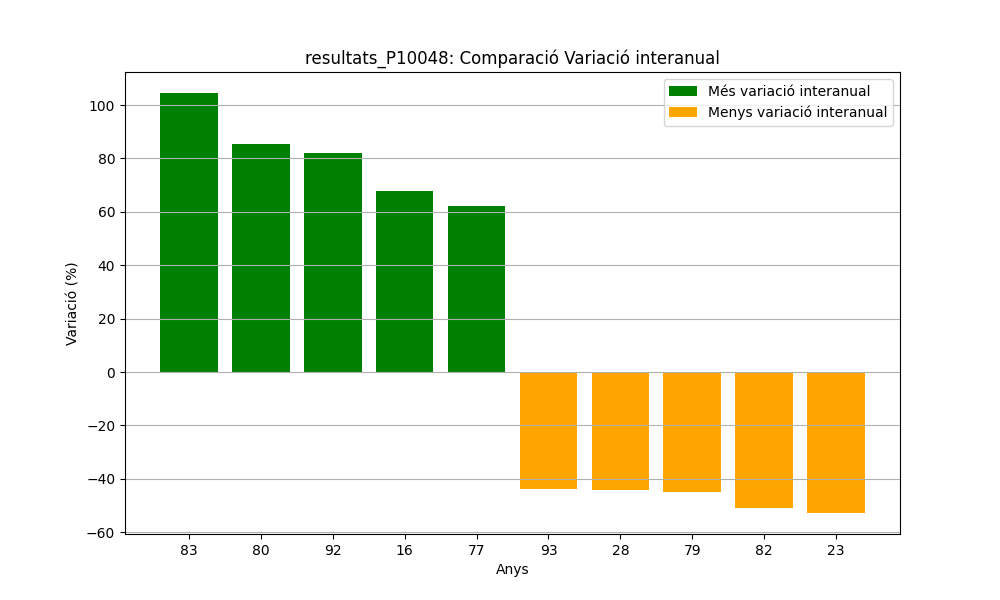 resultats_P10048: Comparació Variació interanual
Més variació interanual
Menys variació interanual
Variació (%)
100
80
60
40
20
0
−20
−40
−60
83 80 92 16 77 93 28 79 82 23
Anys